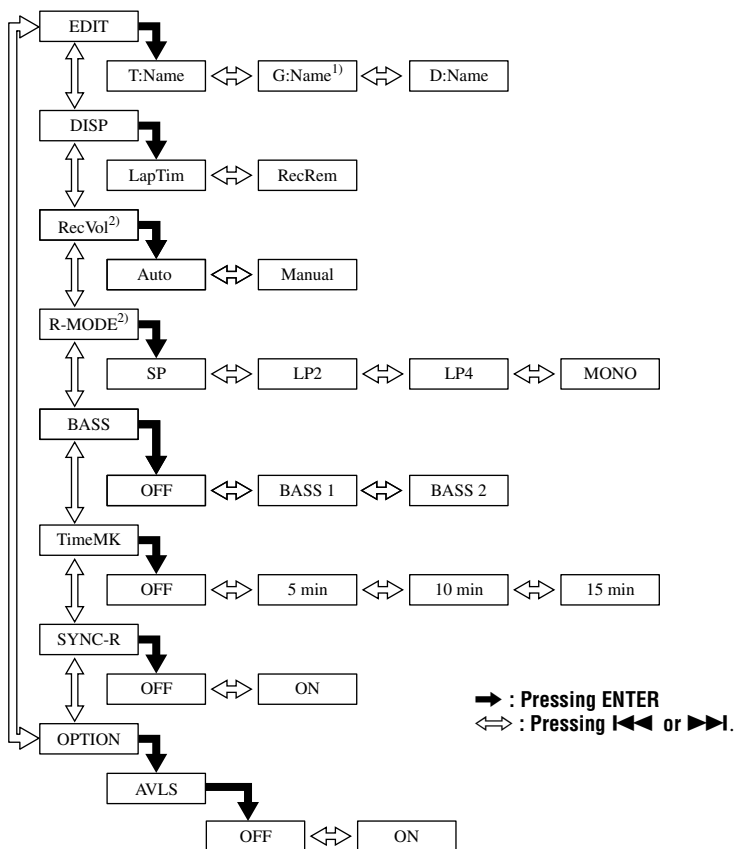 EDIT
T:Name G:Name1) D:Name
DISP
LapTim RecRem
RecVol2)
Auto Manual
R-MODE2)
SP LP2 LP4 MONO
BASS
OFF BASS 1 BASS 2
TimeMK
OFF 5 min 10 min 15 min
SYNC-R
OFF ON
: Pressing ENTER
: Pressing or .
OPTION
AVLS
OFF ON